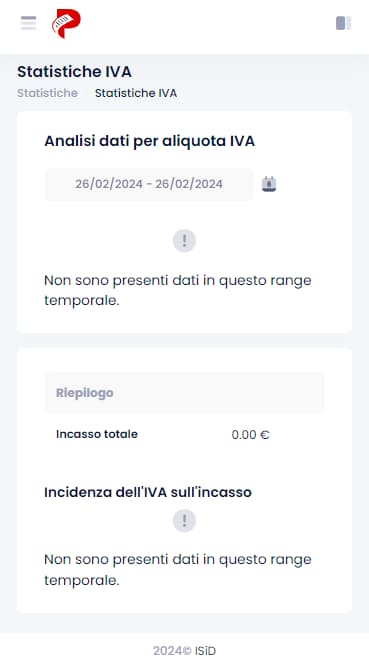 Statistiche IVA
Statistiche Statistiche IVA
Analisi dati per aliquota IVA
26/02/2024 - 26/02/2024
Non sono presenti dati in questo range
temporale.
Riepilogo
Incasso totale 0.00 €
Incidenza dell'IVA sull'incasso
Non sono presenti dati in questo range
temporale.
2024© ISiD